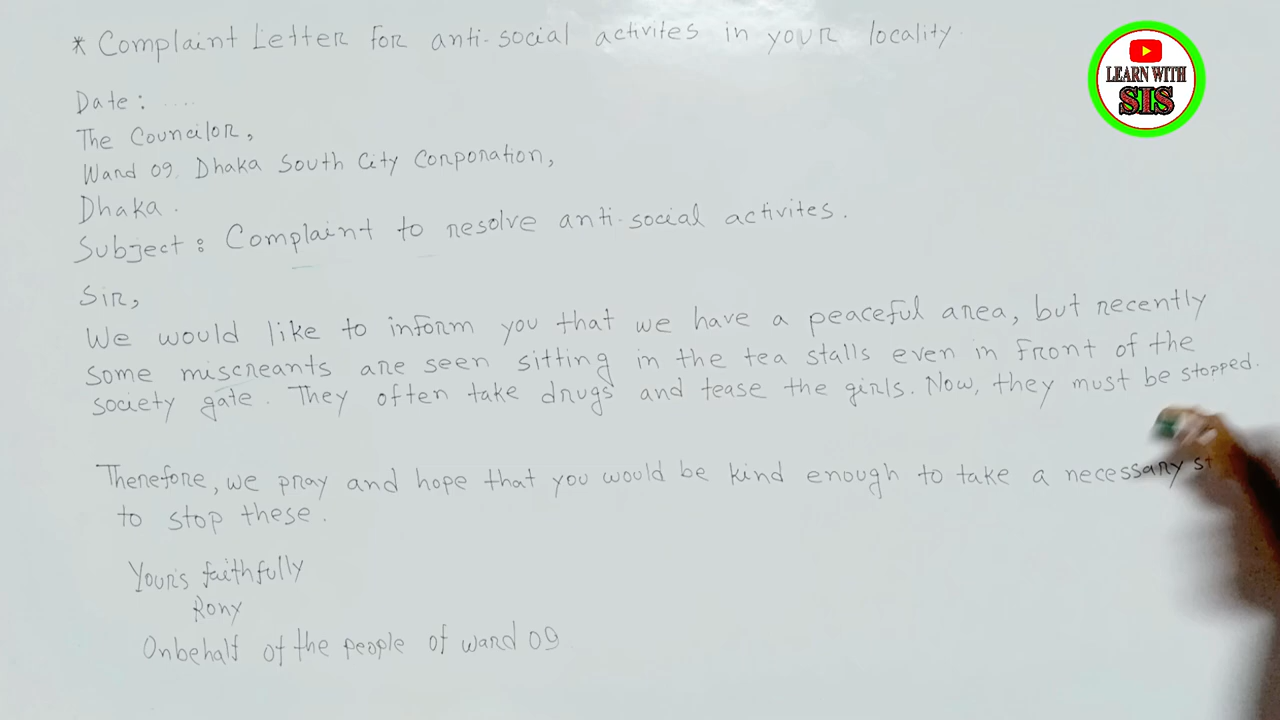 * Complaint Letter for anti-social activites in your locality.
LEARN WITH
SIS
Date : ....
The Councilor,
Ward 09. Dhaka South City Corporation,
Dhaka.
Subject : Complaint to resolve anti-social activites.
Sir,
We would like to inform you that we have a peaceful area, but recently
some miscreants are seen sitting in the tea stalls even in front of the
society gate. They often take drugs and tease the girls. Now, they must be stopped.
Therefore, we pray and hope that you would be kind enough to take a necessary
to stop these.
Your's faithfully
Rony
Onbehalf of the people of ward 09